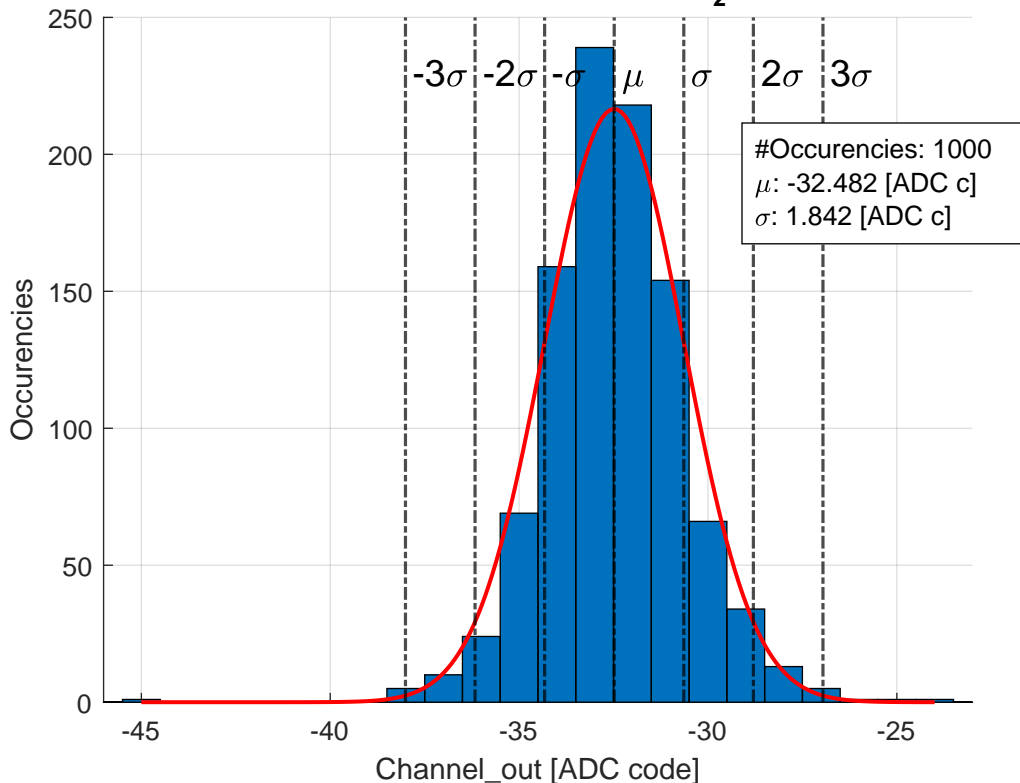 2
250
-3σ
-2σ
-σ
μ
σ
2σ
3σ
#Occurencies: 1000
μ: -32.482 [ADC c]
σ: 1.842 [ADC c]
200
150
100
50
0
Occurencies
-45
-40
-35
-30
-25
Channel_out [ADC code]